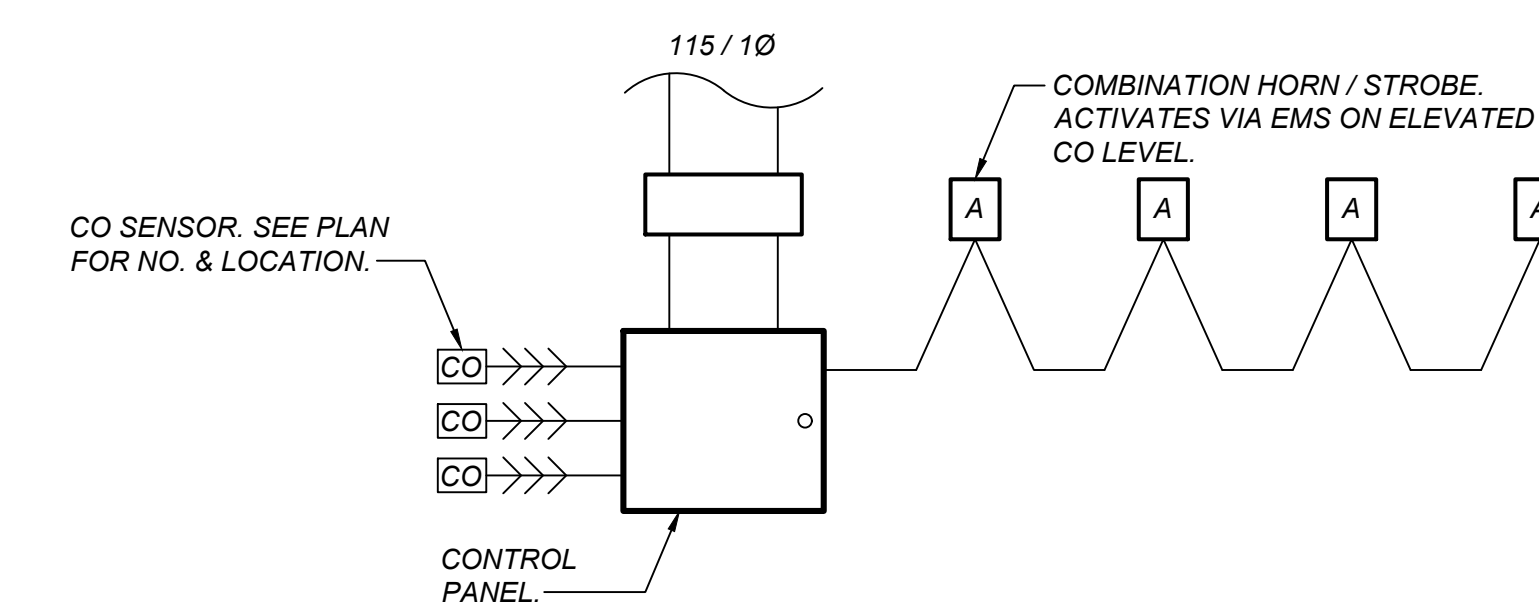 115 / 1Ø
COMBINATION HORN / STROBE.
ACTIVATES VIA EMS ON ELEVATED
CO LEVEL.
A
A
A
A
CO SENSOR. SEE PLAN
FOR NO. & LOCATION.
CO
CO
CO
CONTROL
PANEL.